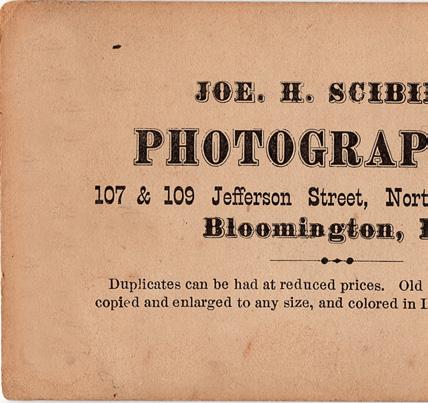 JOE. H. SCIBI
PHOTOGRAP
107 & 109 Jefferson Street, Nort
Bloomington,
Duplicates can be had at reduced prices. Old
copied and enlarged to any size, and colored in I